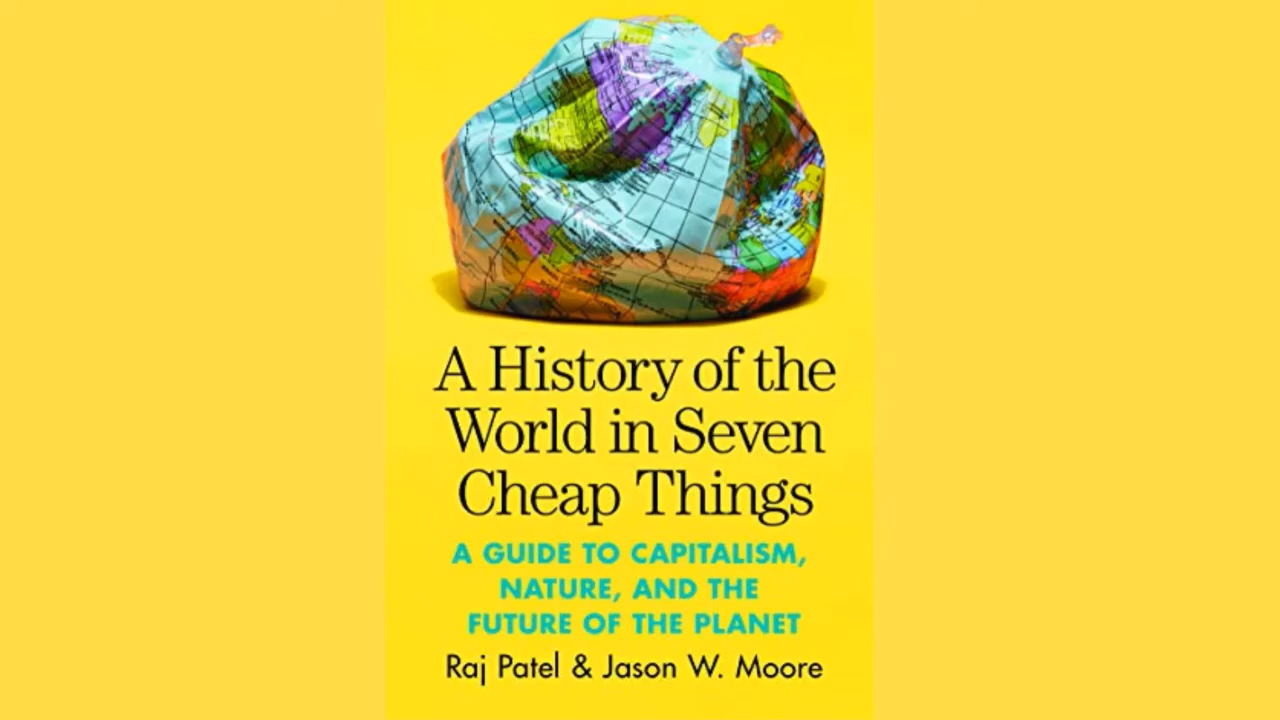 A History of the
World in Seven
Cheap Things
A GUIDE TO CAPITALISM,
NATURE, AND THE
FUTURE OF THE PLANET
Raj Patel & Jason W. Moore